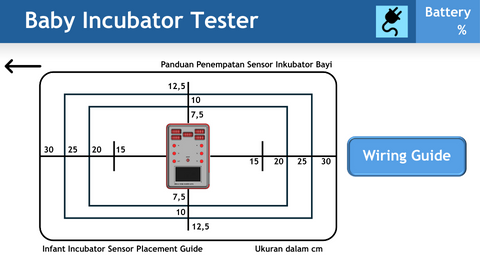 Baby Incubator Tester
Battery
%
Panduan Penempatan Sensor Inkubator Bayi
12,5
10
7,5
30 25 20 15
15 20 25 30
7,5
10
12,5
Wiring Guide
Infant Incubator Sensor Placement Guide
Ukuran dalam cm